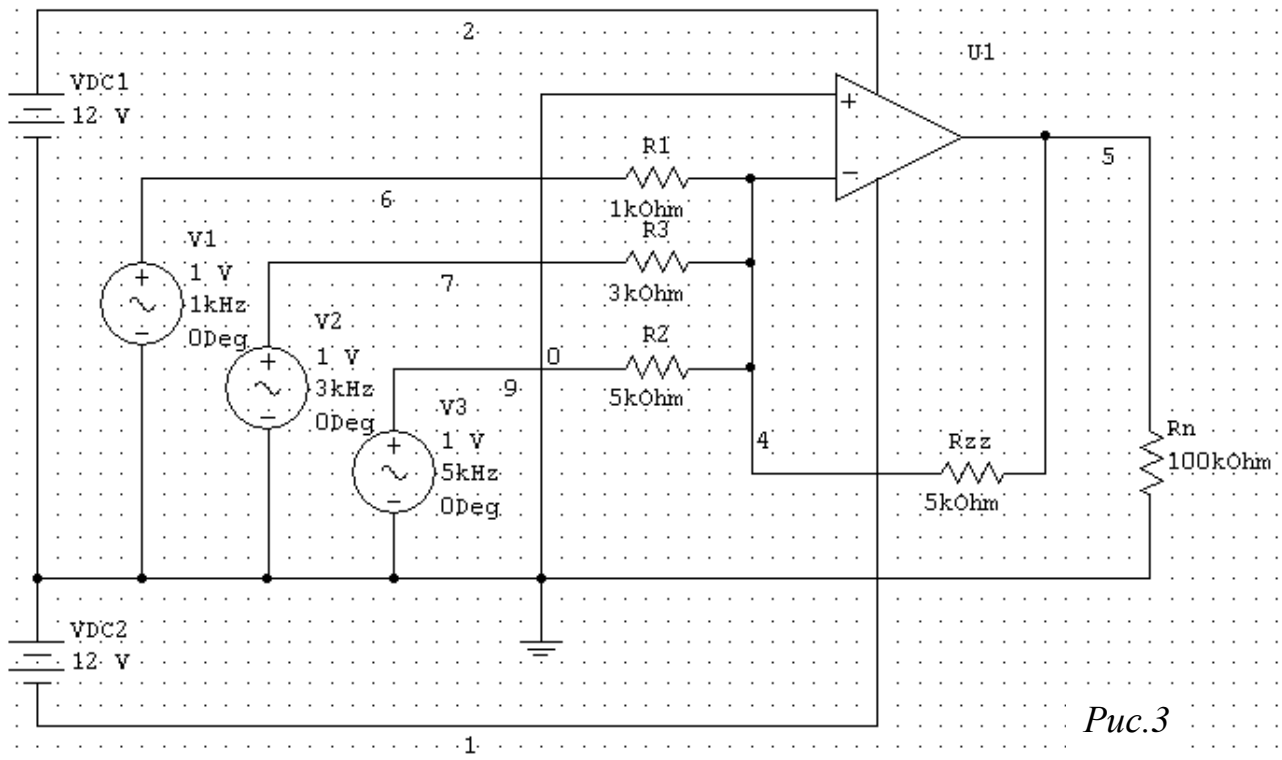 2
U1
VDC1
12 V
+
R1
5
6
1kOhm
−
V1
R3
+
1 V
7
1kHz
3kOhm
−
0Deg
V2
R2
+
1 V
0
3kHz
9
5kOhm
−
0Deg
V3
+
1 V
4
Rzz
Rn
5kHz
100kOhm
−
0Deg
5kOhm
VDC2
12 V
Рис.3
1